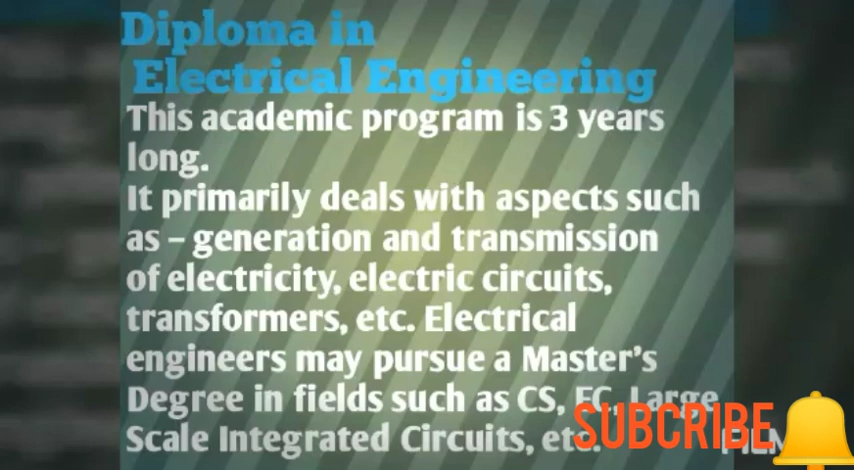 Diploma in
Electrical Engineering
This academic program is 3 years
long.
It primarily deals with aspects such
as – generation and transmission
of electricity, electric circuits,
transformers, etc. Electrical
engineers may pursue a Master's
Degree in fields such as CS, EC, Large
Scale Integrated Circuits, etc.
SUBCRIBE